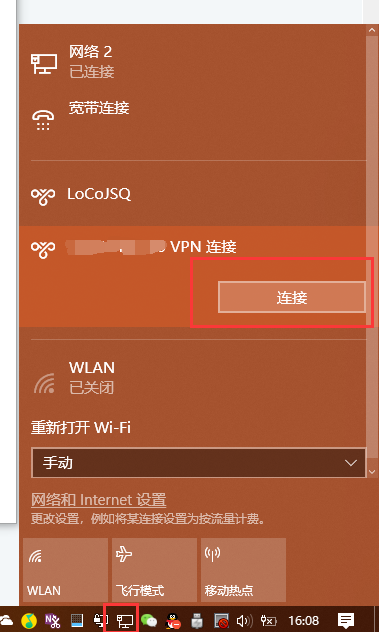 网络 2
已连接
宽带连接
LoCoJSQ
VPN 连接
连接
WLAN
已关闭
重新打开 Wi-Fi
手动
网络和 Internet 设置
更改设置，例如将某连接设置为按流量计费。
WLAN
飞行模式
移动热点
16:08